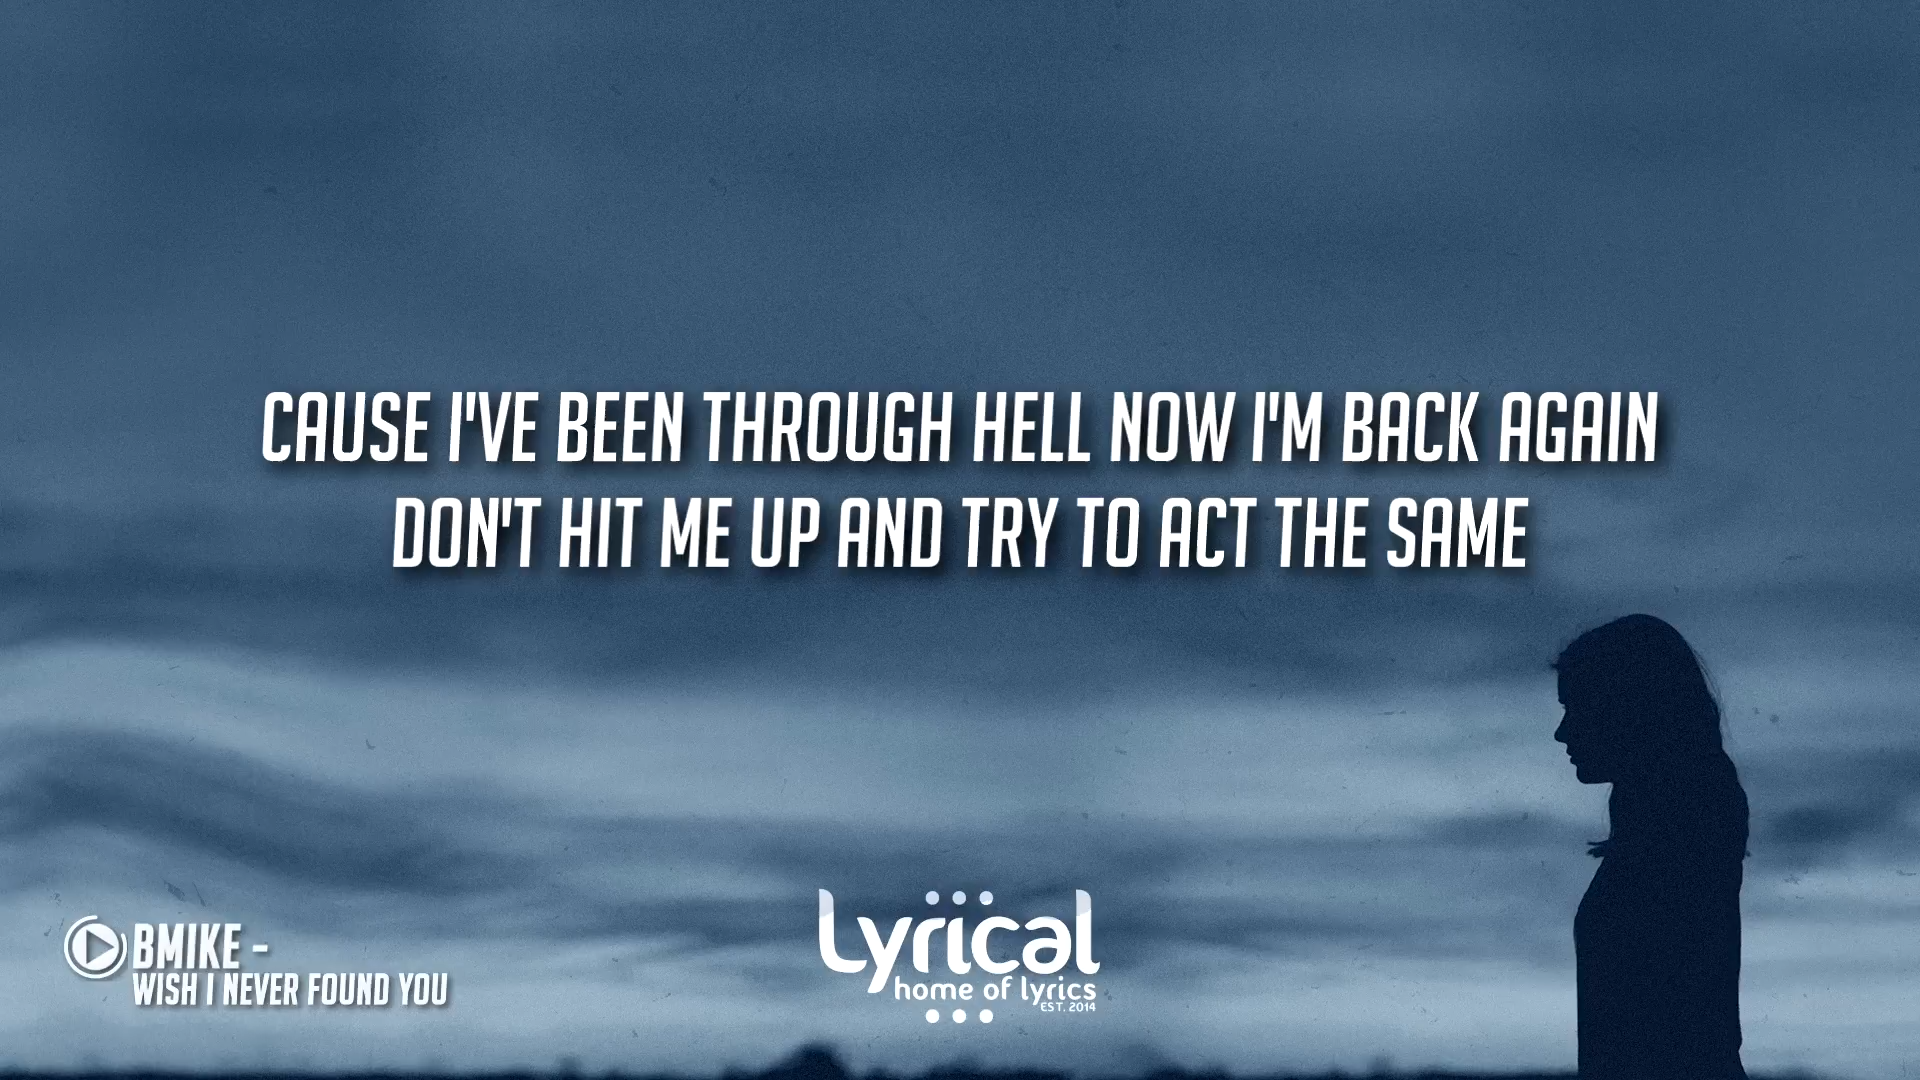 CAUSE I'VE BEEN THROUGH HELL NOW I'M BACK AGAIN
DON'T HIT ME UP AND TRY TO ACT THE SAME
BMIKE -
WISH I NEVER FOUND YOU
Lyrical
home of lyrics
EST. 2014